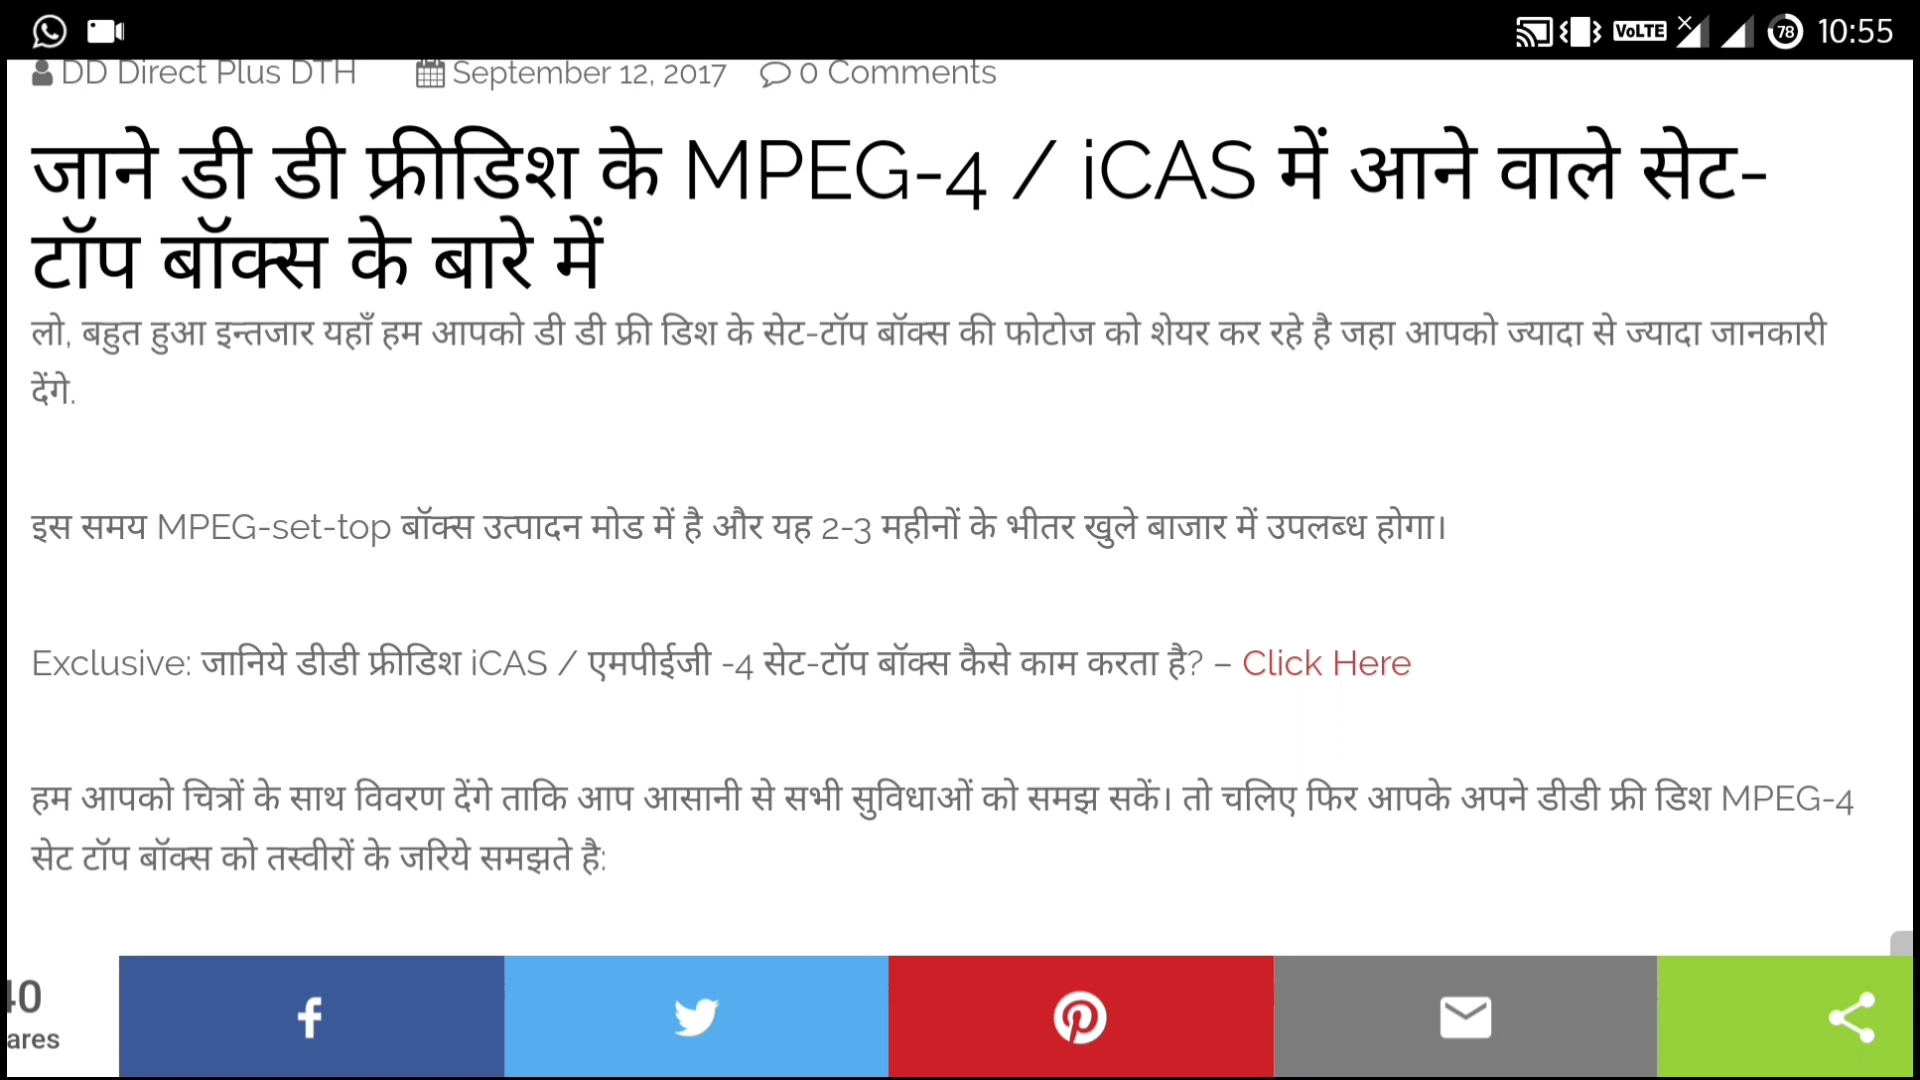 VoLTE 78 10:55
DD Direct Plus DTH September 12, 2017 0 Comments
जाने डी डी फ्रीडिश के MPEG-4 / iCAS में आने वाले सेट-
टॉप बॉक्स के बारे में
लो, बहुत हुआ इन्तजार यहाँ हम आपको डी डी फ्री डिश के सेट-टॉप बॉक्स की फोटोज को शेयर कर रहे है जहा आपको ज्यादा से ज्यादा जानकारी
देंगे.
इस समय MPEG-set-top बॉक्स उत्पादन मोड में है और यह 2-3 महीनों के भीतर खुले बाजार में उपलब्ध होगा।
Exclusive: जानिये डीडी फ्रीडिश iCAS / एमपीईजी -4 सेट-टॉप बॉक्स कैसे काम करता है? – Click Here
हम आपको चित्रों के साथ विवरण देंगे ताकि आप आसानी से सभी सुविधाओं को समझ सकें। तो चलिए फिर आपके अपने डीडी फ्री डिश MPEG-4
सेट टॉप बॉक्स को तस्वीरों के जरिये समझते है: